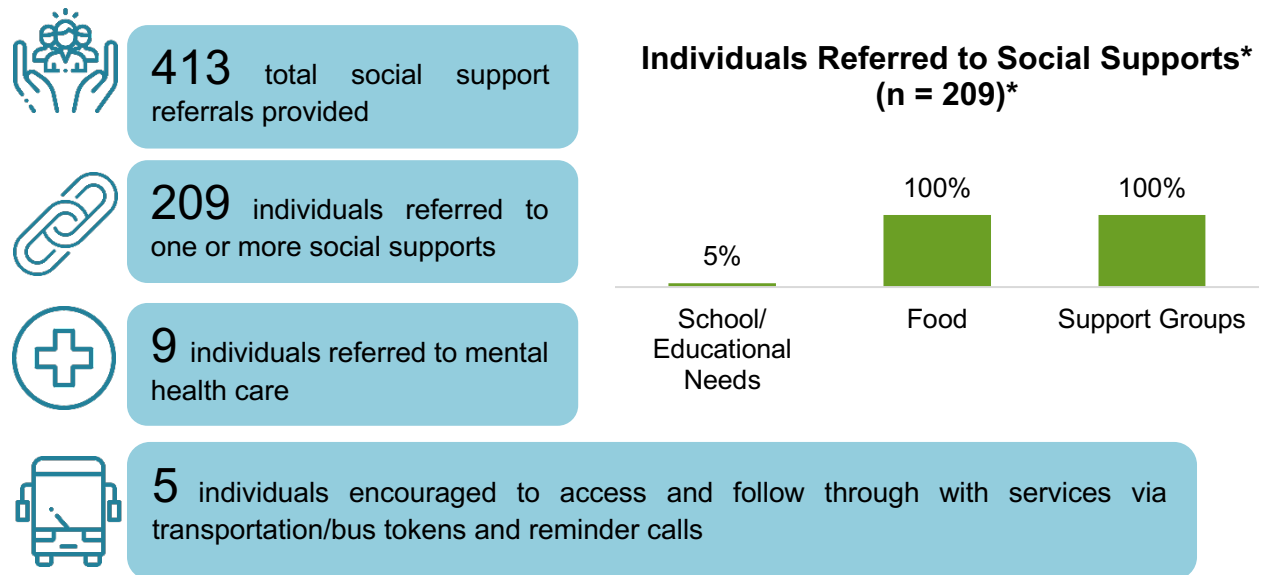 413 total social support
referrals provided
209 individuals referred to
one or more social supports
9 individuals referred to mental
health care
5 individuals encouraged to access and follow through with services via
transportation/bus tokens and reminder calls
Individuals Referred to Social Supports*
(n = 209)*
5%
100%
100%
School/
Educational
Needs
Food
Support Groups